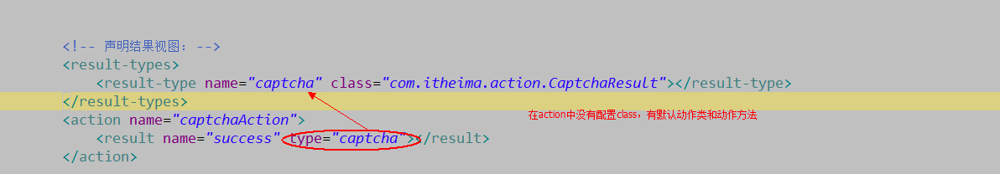 <!-- 声明结果视图：-->
<result-types>
<result-type name="captcha" class="com.itheima.action.CaptchaResult"></result-type>
</result-types>
<action name="captchaAction">
在action中没有配置class，有默认动作类和动作方法
<result name="success" type="captcha"></result>
</action>